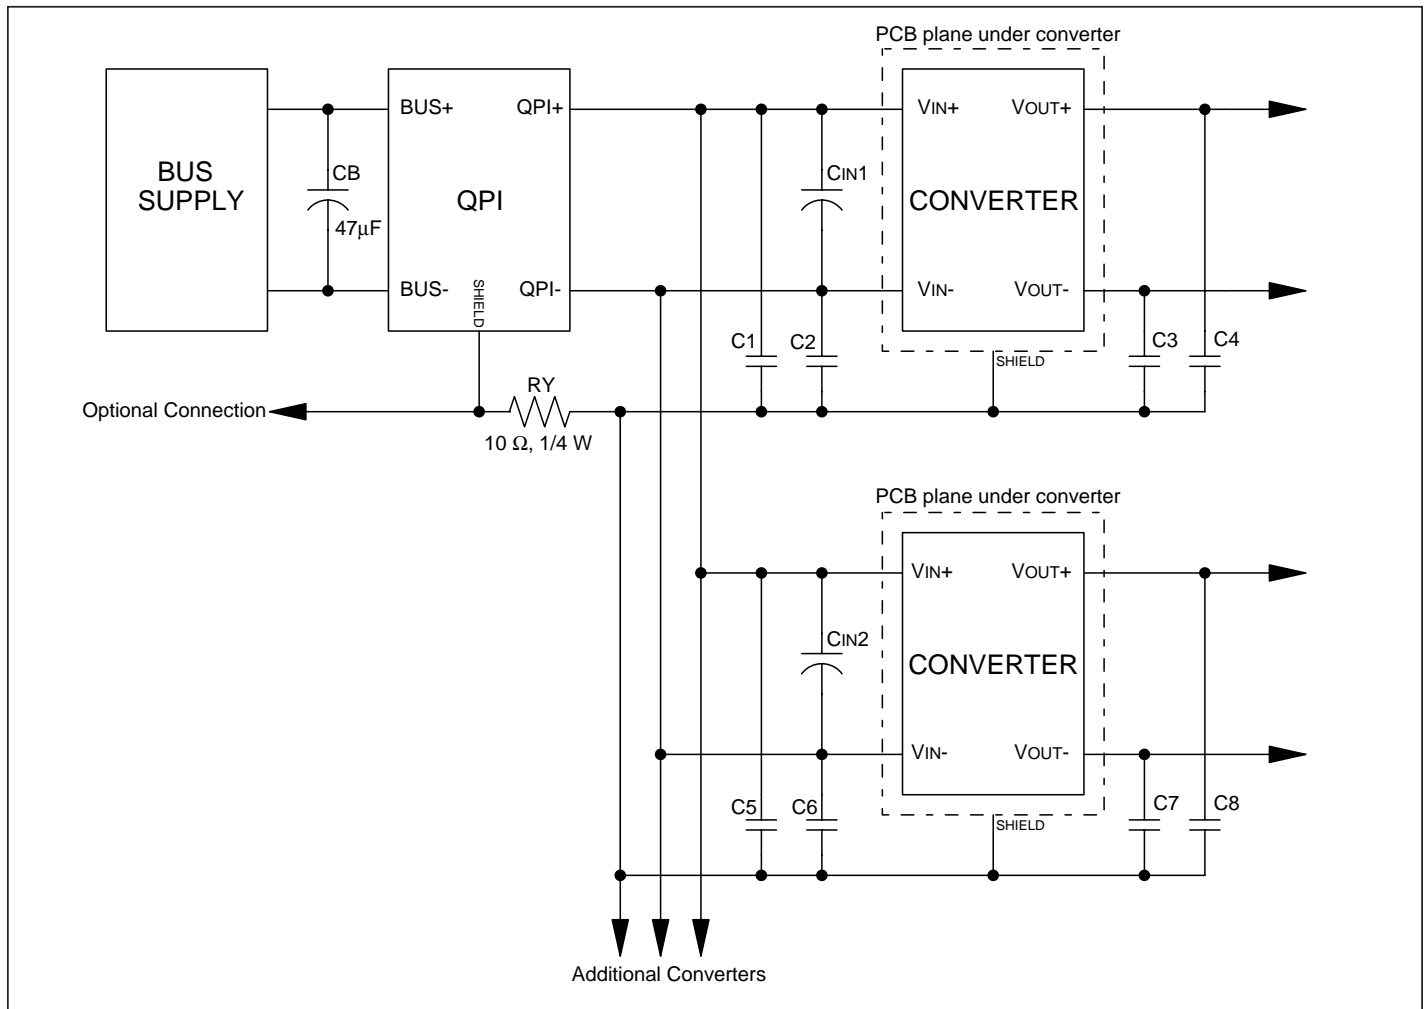 PCB plane under converter
BUS
SUPPLY
CB
47μF
BUS+
QPI+
QPI
BUS-
SHIELD
QPI-
CIN1
VIN+
VOUT+
CONVERTER
VIN-
VOUT-
C1
C2
SHIELD
C3
C4
Optional Connection
RY
10 Ω, 1/4 W
PCB plane under converter
VIN+
VOUT+
CIN2
CONVERTER
VIN-
VOUT-
C5
C6
SHIELD
C7
C8
Additional Converters